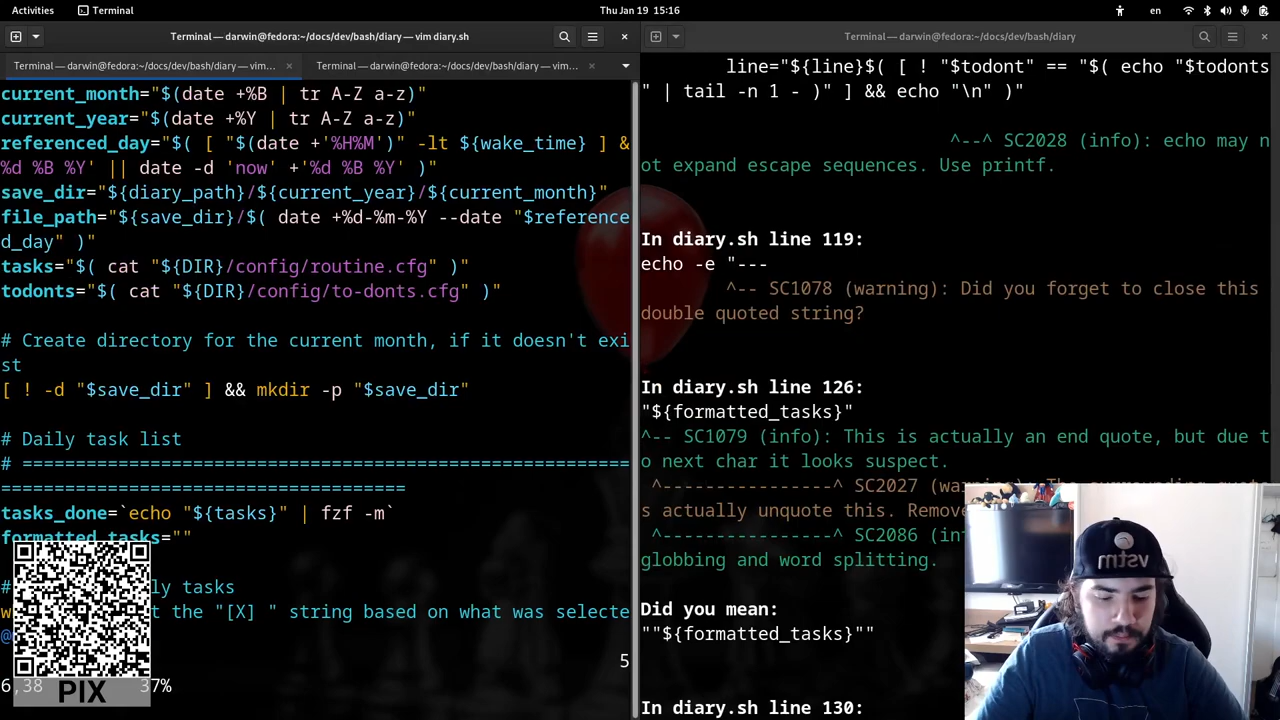 Activities
Terminal
Thu Jan 19 15:16
en
Terminal — darwin@fedora:~/docs/dev/bash/diary — vim diary.sh
Terminal — darwin@fedora:~/docs/dev/bash/diary
Terminal — darwin@fedora:~/docs/dev/bash/diary — vim…
Terminal — darwin@fedora:~/docs/dev/bash/diary — vim…
current_month="$(date +%B | tr A-Z a-z)"
current_year="$(date +%Y | tr A-Z a-z)"
referenced_day="$( [ "$(date +'%H%M')" -lt ${wake_time} ] &
%d %B %Y' || date -d 'now' +'%d %B %Y' )"
save_dir="${diary_path}/${current_year}/${current_month}"
file_path="${save_dir}/$( date +%d-%m-%Y --date "$reference
d_day" )"
tasks="$( cat "${DIR}/config/routine.cfg" )"
todonts="$( cat "${DIR}/config/to-donts.cfg" )"
# Create directory for the current month, if it doesn't exi
st
[ ! -d "$save_dir" ] && mkdir -p "$save_dir"
# Daily task list
# =========================================================
======================================
tasks_done=`echo "${tasks}" | fzf -m`
formatted_tasks=""
#
ly tasks
w
t the "[X] " string based on what was selecte
@
5
6,38
37%
PIX
line="${line}$( [ ! "$todont" == "$( echo "$todonts
" | tail -n 1 - )" ] && echo "\n" )"
^--^ SC2028 (info): echo may n
ot expand escape sequences. Use printf.
In diary.sh line 119:
echo -e "---
^-- SC1078 (warning): Did you forget to close this
double quoted string?
In diary.sh line 126:
"${formatted_tasks}"
^-- SC1079 (info): This is actually an end quote, but due t
o next char it looks suspect.
^----------------^ SC2027
s actually unquote this.
^----------------^ SC2086
globbing and word splitting.
Did you mean:
""${formatted_tasks}""
In diary.sh line 130:
vstm